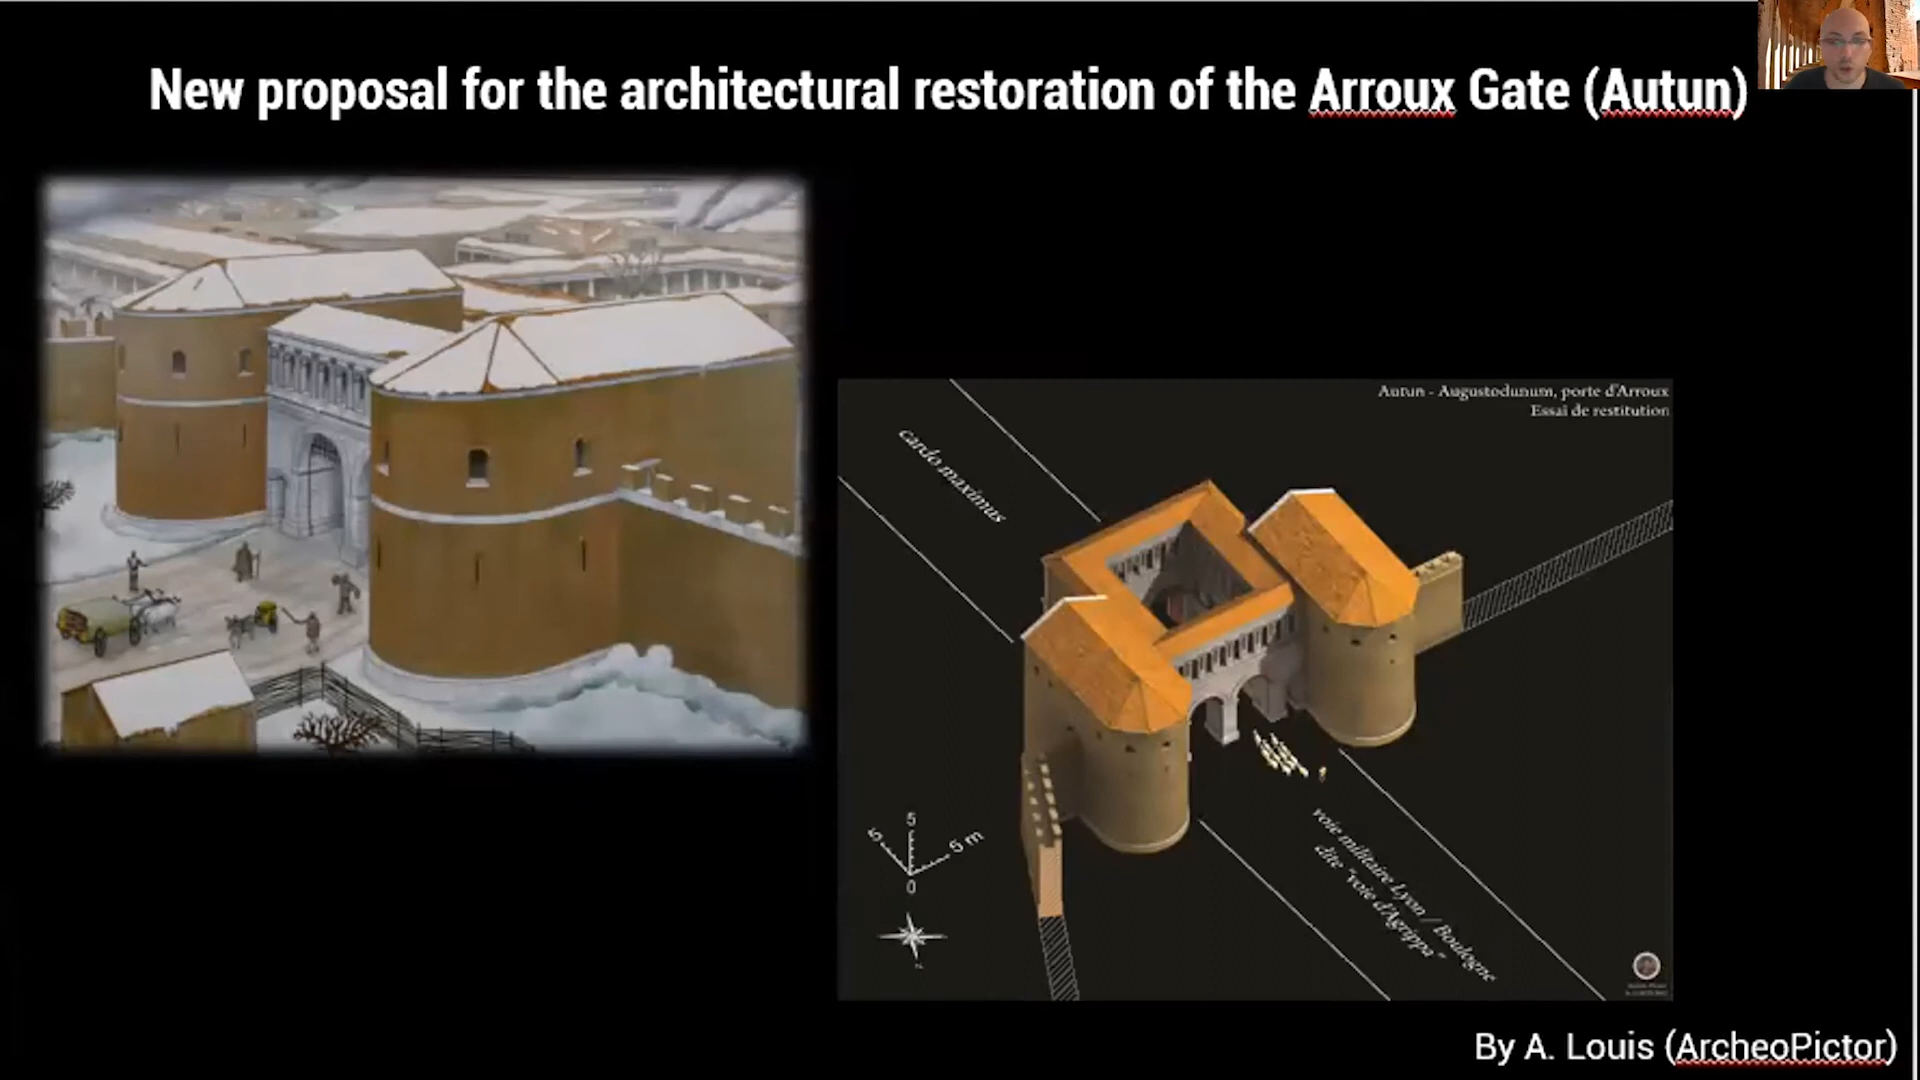 New proposal for the architectural restoration of the Arroux Gate (Autun)
Autun - Augustodunum, porte d'Arroux
Essai de restitution
cardo maximus
5
5
5 m
0
voie militaire Lyon / Boulogne
dite "voie d'Agrippa"
By A. Louis (ArcheoPictor)